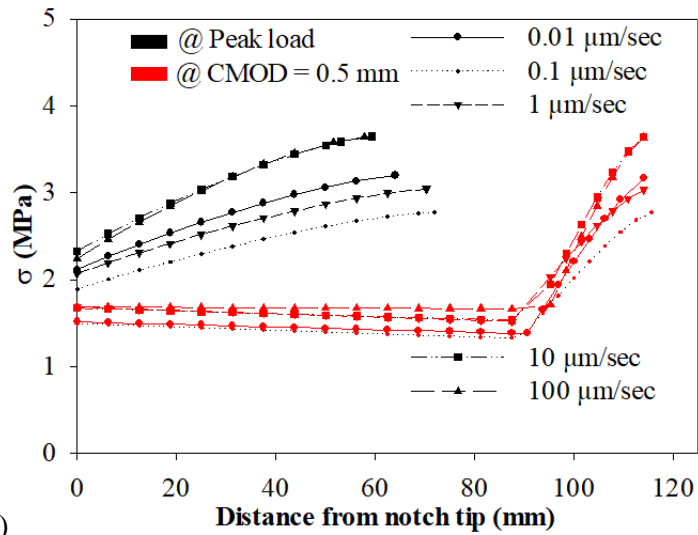 5
@ Peak load
0.01 µm/sec
@ CMOD = 0.5 mm
0.1 µm/sec
4
1 µm/sec
3
σ (MPa)
2
10 µm/sec
1
100 µm/sec
0
0 20 40 60 80 100 120
Distance from notch tip (mm)
)